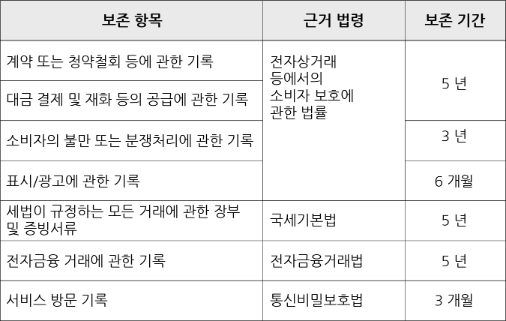 보존 항목 근거 법령 보존 기간
계약 또는 청약철회 등에 관한 기록
전자상거래
등에서의
소비자 보호에
관한 법률
5 년
대금 결제 및 재화 등의 공급에 관한 기록
소비자의 불만 또는 분쟁처리에 관한 기록
3 년
표시/광고에 관한 기록
6 개월
세법이 규정하는 모든 거래에 관한 장부
및 증빙서류
국세기본법
5 년
전자금융 거래에 관한 기록
전자금융거래법
5 년
서비스 방문 기록
통신비밀보호법
3 개월